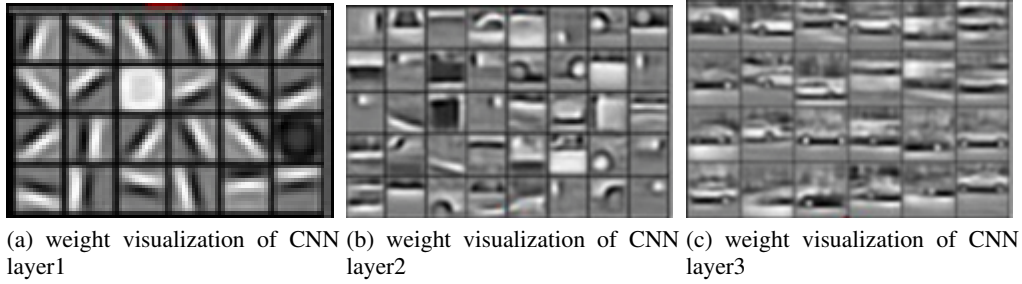 (a) weight visualization of CNN layer1
(b) weight visualization of CNN layer2
(c) weight visualization of CNN layer3